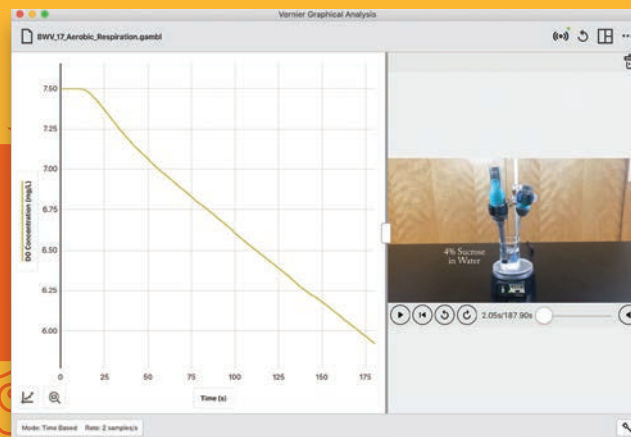 Vernier Graphical Analysis
BWV_17_Aerobic_Respiration.gambl
7.50
7.25
7.00
6.75
6.50
6.25
6.00
DO Concentration (mg/L)
0 25 50 75 100 125 150 175
Time (s)
4% Sucrose
in Water
2.05s/187.90s
Mode: Time Based Rate: 2 samples/s